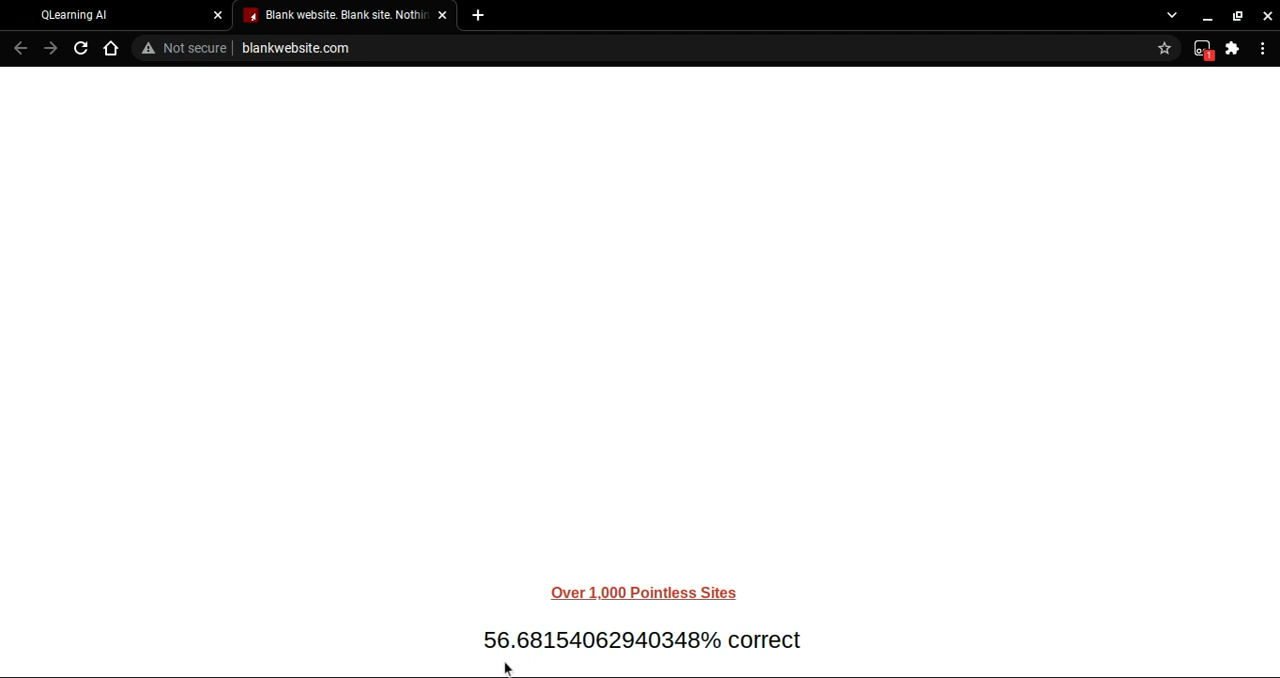 QLearning AI
Blank website. Blank site. Nothin
Not secure
blankwebsite.com
1
Over 1,000 Pointless Sites
56.68154062940348% correct